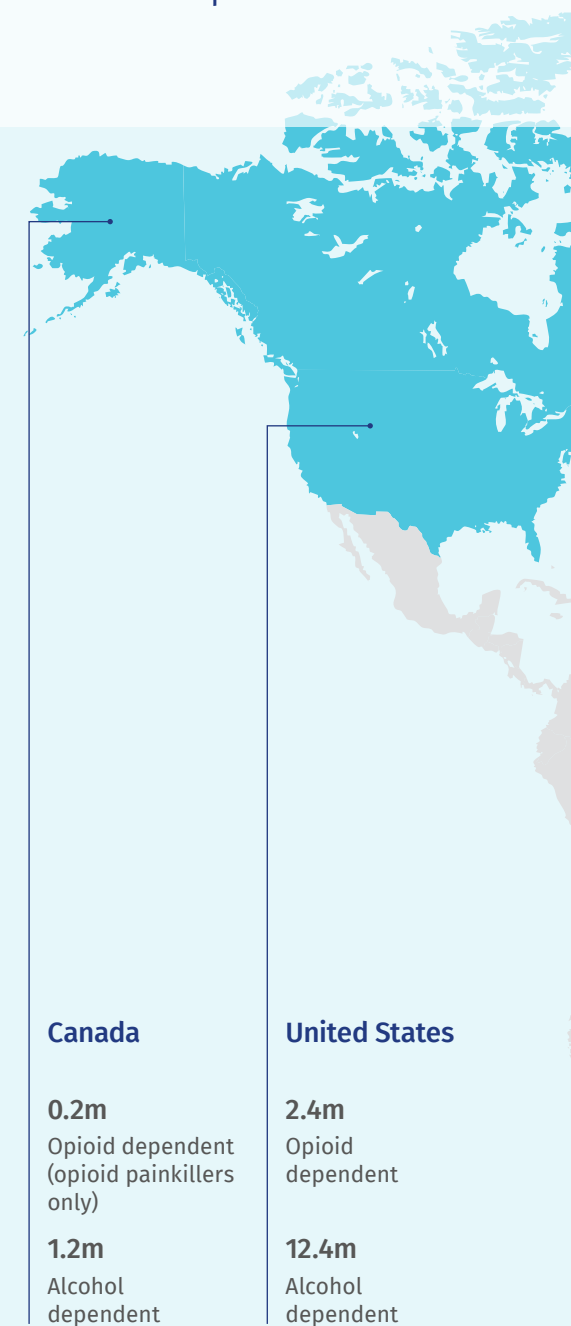 Canada
0.2m
Opioid dependent
(opioid painkillers
only)
1.2m
Alcohol
dependent
United States
2.4m
Opioid
dependent
12.4m
Alcohol
dependent